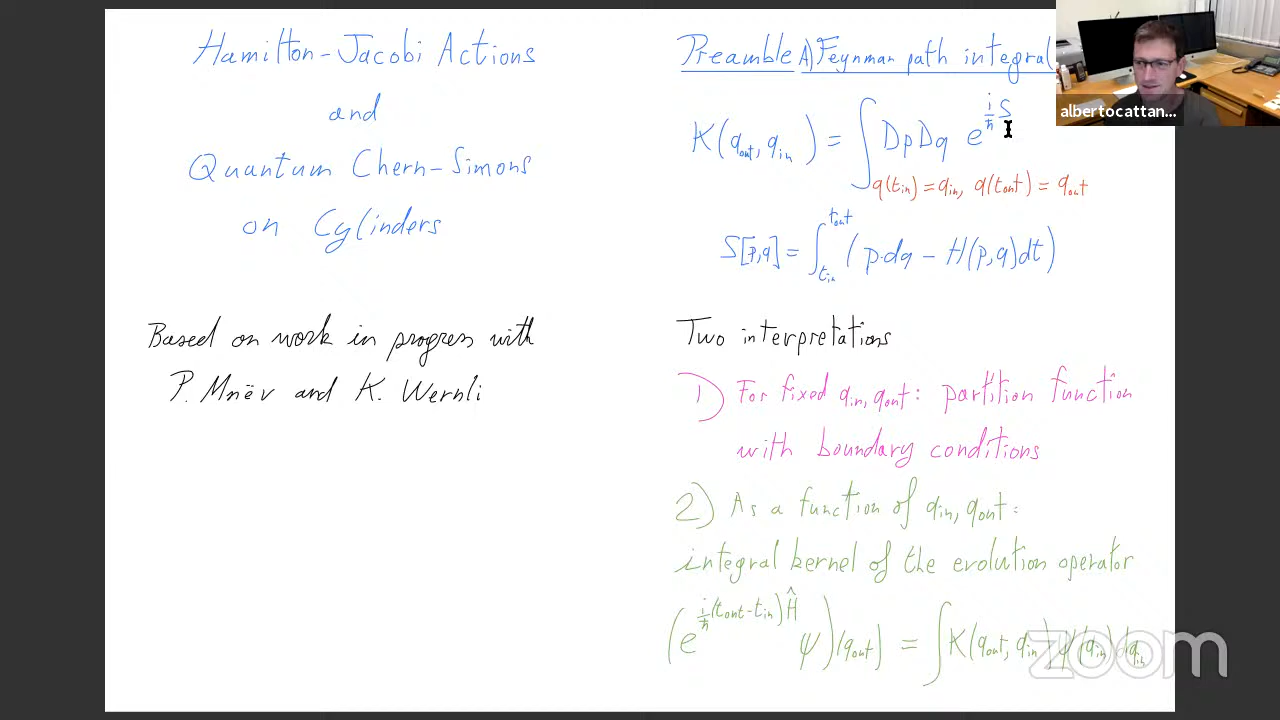 Hamilton-Jacobi Actions
and
Quantum Chern-Simons
on Cylinders
Based on work in progress with
P. Mnëv and K. Wernli
Preamble A) Feynman path integral
K(q_out, q_in) = ∫ DpDq e^{i/ħ S}
q(t_in) = q_in, q(t_out) = q_out
S[p,q] = ∫_{t_in}^{t_out} (p·dq - H(p,q)dt)
Two interpretations
1) For fixed q_in, q_out: partition function
with boundary conditions
2) As a function of q_in, q_out:
integral kernel of the evolution operator
(e^{i/ħ (t_out-t_in)Ĥ} ψ)(q_out) = ∫K(q_out, q_in)ψ(q_in)dq_in
albertocattan...
zoom